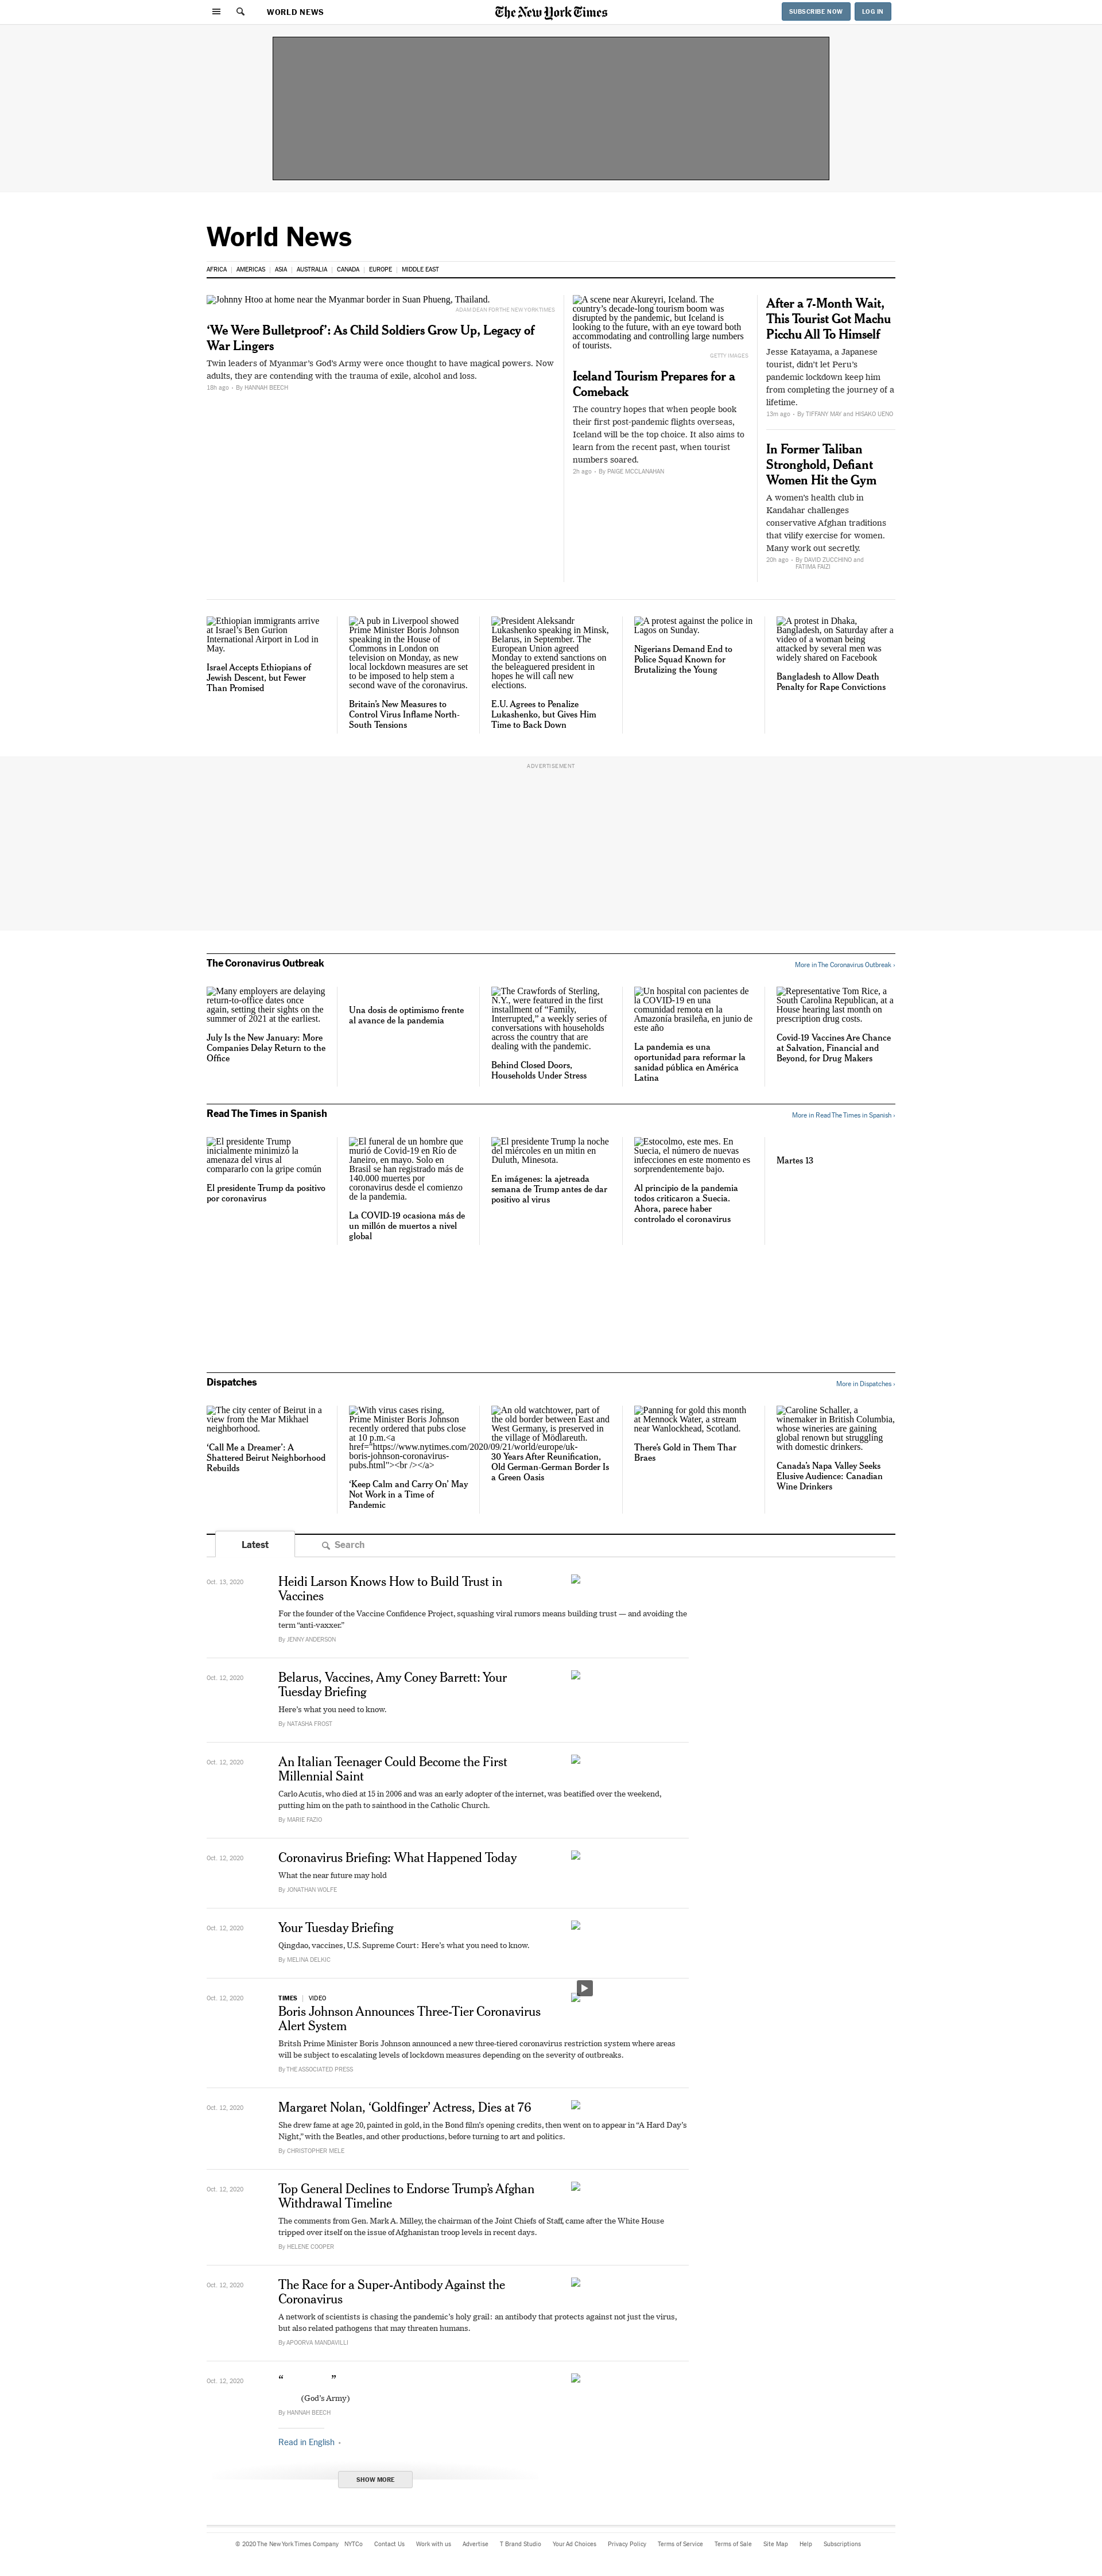 WORLD NEWS
The New York Times
SUBSCRIBE NOW
LOG IN
World News
AFRICA
AMERICAS
ASIA
AUSTRALIA
CANADA
EUROPE
MIDDLE EAST
Johnny Htoo at home near the Myanmar border in Suan Phueng, Thailand.
ADAM DEAN FOR THE NEW YORK TIMES
‘We Were Bulletproof’: As Child Soldiers Grow Up, Legacy of
War Lingers
Twin leaders of Myanmar’s God’s Army were once thought to have magical powers. Now
adults, they are contending with the trauma of exile, alcohol and loss.
18h ago
By HANNAH BEECH
A scene near Akureyri, Iceland. The
country’s decade-long tourism boom was
disrupted by the pandemic, but Iceland is
looking to the future, with an eye toward both
accommodating and controlling large numbers
of tourists.
GETTY IMAGES
Iceland Tourism Prepares for a
Comeback
The country hopes that when people book
their first post-pandemic flights overseas,
Iceland will be the top choice. It also aims to
learn from the recent past, when tourist
numbers soared.
2h ago
By PAIGE MCCLANAHAN
After a 7-Month Wait,
This Tourist Got Machu
Picchu All To Himself
Jesse Katayama, a Japanese
tourist, didn’t let Peru’s
pandemic lockdown keep him
from completing the journey of a
lifetime.
13m ago
By TIFFANY MAY and HISAKO UENO
In Former Taliban
Stronghold, Defiant
Women Hit the Gym
A women’s health club in
Kandahar challenges
conservative Afghan traditions
that vilify exercise for women.
Many work out secretly.
20h ago
By DAVID ZUCCHINO and
FATIMA FAIZI
Ethiopian immigrants arrive
at Israel’s Ben Gurion
International Airport in Lod in
May.
Israel Accepts Ethiopians of
Jewish Descent, but Fewer
Than Promised
A pub in Liverpool showed
Prime Minister Boris Johnson
speaking in the House of
Commons in London on
television on Monday, as new
local lockdown measures are set
to be imposed to help stem a
second wave of the coronavirus.
Britain’s New Measures to
Control Virus Inflame North-
South Tensions
President Aleksandr
Lukashenko speaking in Minsk,
Belarus, in September. The
European Union agreed
Monday to extend sanctions on
the beleaguered president in
hopes he will call new
elections.
E.U. Agrees to Penalize
Lukashenko, but Gives Him
Time to Back Down
A protest against the police in
Lagos on Sunday.
Nigerians Demand End to
Police Squad Known for
Brutalizing the Young
A protest in Dhaka,
Bangladesh, on Saturday after a
video of a woman being
attacked by several men was
widely shared on Facebook
Bangladesh to Allow Death
Penalty for Rape Convictions
ADVERTISEMENT
The Coronavirus Outbreak
More in The Coronavirus Outbreak ›
Many employers are delaying
return-to-office dates once
again, setting their sights on the
summer of 2021 at the earliest.
July Is the New January: More
Companies Delay Return to the
Office
Una dosis de optimismo frente
al avance de la pandemia
The Crawfords of Sterling,
N.Y., were featured in the first
installment of “Family,
Interrupted,” a weekly series of
conversations with households
across the country that are
dealing with the pandemic.
Behind Closed Doors,
Households Under Stress
Un hospital con pacientes de
la COVID-19 en una
comunidad remota en la
Amazonía brasileña, en junio de
este año
La pandemia es una
oportunidad para reformar la
sanidad pública en América
Latina
Representative Tom Rice, a
South Carolina Republican, at a
House hearing last month on
prescription drug costs.
Covid-19 Vaccines Are Chance
at Salvation, Financial and
Beyond, for Drug Makers
Read The Times in Spanish
More in Read The Times in Spanish ›
El presidente Trump
inicialmente minimizó la
amenaza del virus al
compararlo con la gripe común
El presidente Trump da positivo
por coronavirus
El funeral de un hombre que
murió de Covid-19 en Río de
Janeiro, en mayo. Solo en
Brasil se han registrado más de
140.000 muertes por
coronavirus desde el comienzo
de la pandemia.
La COVID-19 ocasiona más de
un millón de muertos a nivel
global
El presidente Trump la noche
del miércoles en un mitin en
Duluth, Minesota.
En imágenes: la ajetreada
semana de Trump antes de dar
positivo al virus
Estocolmo, este mes. En
Suecia, el número de nuevas
infecciones en este momento es
sorprendentemente bajo.
Al principio de la pandemia
todos criticaron a Suecia.
Ahora, parece haber
controlado el coronavirus
Martes 13
Dispatches
More in Dispatches ›
The city center of Beirut in a
view from the Mar Mikhael
neighborhood.
‘Call Me a Dreamer’: A
Shattered Beirut Neighborhood
Rebuilds
With virus cases rising,
Prime Minister Boris Johnson
recently ordered that pubs close
at 10 p.m.<a
href="https://www.nytimes.com/2020/09/21/world/europe/uk-
boris-johnson-coronavirus-
pubs.html"><br /></a>
‘Keep Calm and Carry On’ May
Not Work in a Time of
Pandemic
An old watchtower, part of
the old border between East and
West Germany, is preserved in
the village of Mödlareuth.
30 Years After Reunification,
Old German-German Border Is
a Green Oasis
Panning for gold this month
at Mennock Water, a stream
near Wanlockhead, Scotland.
There’s Gold in Them Thar
Braes
Caroline Schaller, a
winemaker in British Columbia,
whose wineries are gaining
global renown but struggling
with domestic drinkers.
Canada’s Napa Valley Seeks
Elusive Audience: Canadian
Wine Drinkers
Latest
Search
Oct. 13, 2020
Heidi Larson Knows How to Build Trust in
Vaccines
For the founder of the Vaccine Confidence Project, squashing viral rumors means building trust — and avoiding the
term “anti-vaxxer.”
By JENNY ANDERSON
Oct. 12, 2020
Belarus, Vaccines, Amy Coney Barrett: Your
Tuesday Briefing
Here’s what you need to know.
By NATASHA FROST
Oct. 12, 2020
An Italian Teenager Could Become the First
Millennial Saint
Carlo Acutis, who died at 15 in 2006 and was an early adopter of the internet, was beatified over the weekend,
putting him on the path to sainthood in the Catholic Church.
By MARIE FAZIO
Oct. 12, 2020
Coronavirus Briefing: What Happened Today
What the near future may hold
By JONATHAN WOLFE
Oct. 12, 2020
Your Tuesday Briefing
Qingdao, vaccines, U.S. Supreme Court: Here’s what you need to know.
By MELINA DELKIC
Oct. 12, 2020
TIMES | VIDEO
Boris Johnson Announces Three-Tier Coronavirus
Alert System
Britsh Prime Minister Boris Johnson announced a new three-tiered coronavirus restriction system where areas
will be subject to escalating levels of lockdown measures depending on the severity of outbreaks.
By THE ASSOCIATED PRESS
Oct. 12, 2020
Margaret Nolan, ‘Goldfinger’ Actress, Dies at 76
She drew fame at age 20, painted in gold, in the Bond film’s opening credits, then went on to appear in “A Hard Day’s
Night,” with the Beatles, and other productions, before turning to art and politics.
By CHRISTOPHER MELE
Oct. 12, 2020
Top General Declines to Endorse Trump’s Afghan
Withdrawal Timeline
The comments from Gen. Mark A. Milley, the chairman of the Joint Chiefs of Staff, came after the White House
tripped over itself on the issue of Afghanistan troop levels in recent days.
By HELENE COOPER
Oct. 12, 2020
The Race for a Super-Antibody Against the
Coronavirus
A network of scientists is chasing the pandemic’s holy grail: an antibody that protects against not just the virus,
but also related pathogens that may threaten humans.
By APOORVA MANDAVILLI
Oct. 12, 2020
“ ”
(God’s Army)
By HANNAH BEECH
Read in English
SHOW MORE
© 2020 The New York Times Company
NYTCo
Contact Us
Work with us
Advertise
T Brand Studio
Your Ad Choices
Privacy Policy
Terms of Service
Terms of Sale
Site Map
Help
Subscriptions